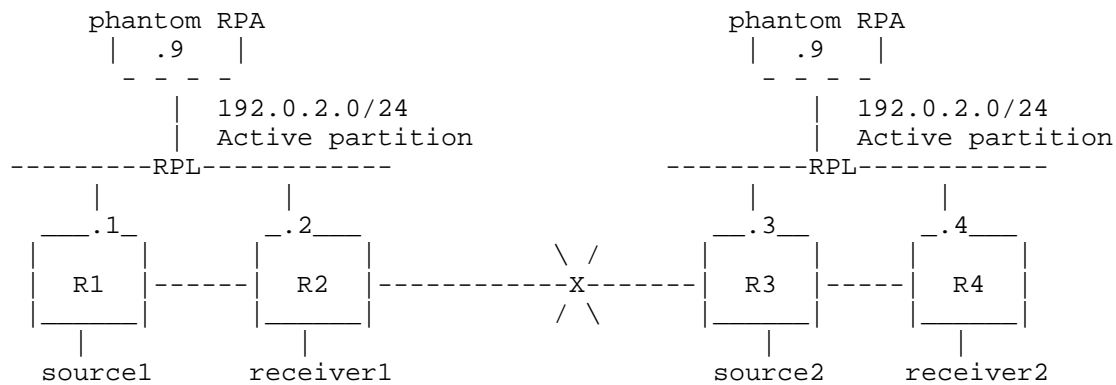 phantom RPA phantom RPA
.9 .9
192.0.2.0/24 192.0.2.0/24
Active partition Active partition
RPL RPL
.1 .2 .3 .4
R1 R2 X R3 R4
source1 receiver1 source2 receiver2